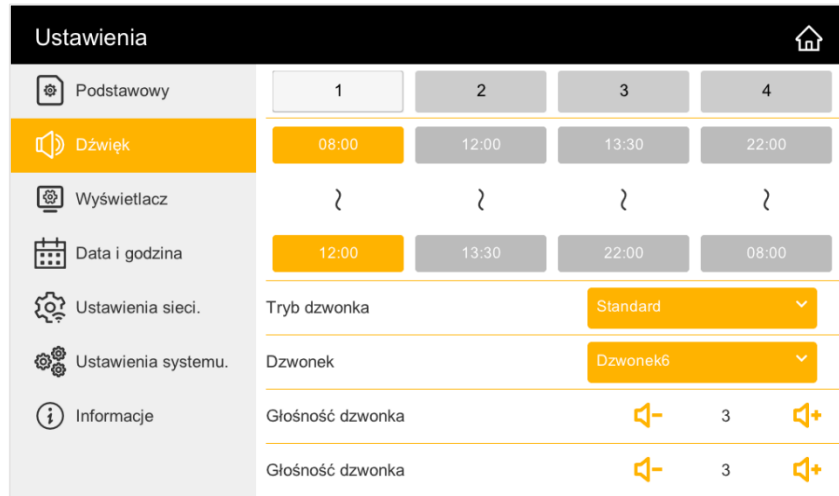 Ustawienia
Podstawowy
Dźwięk
Wyświetlacz
Data i godzina
Ustawienia sieci.
Ustawienia systemu.
Informacje
1 2 3 4
08:00 12:00 13:30 22:00
~ ~ ~ ~
12:00 13:30 22:00 08:00
Tryb dzwonka Standard
Dzwonek Dzwonek6
Głośność dzwonka 3
Głośność dzwonka 3